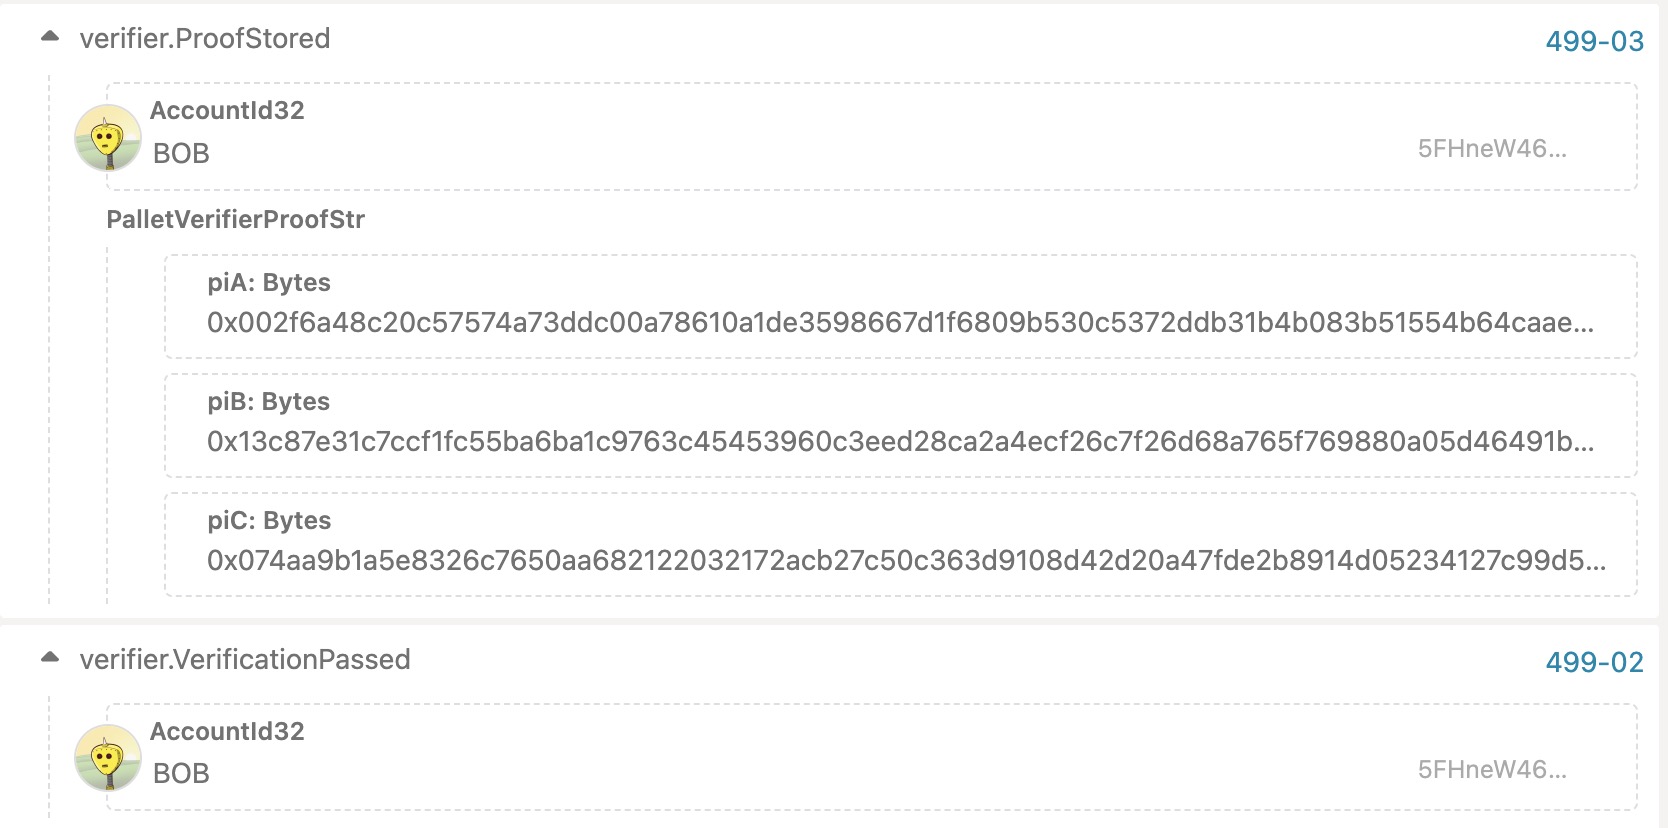 verifier.ProofStored 499-03
AccountId32
BOB 5FHneW46...
PalletVerifierProofStr
piA: Bytes
0x002f6a48c20c57574a73ddc00a78610a1de3598667d1f6809b530c5372ddb31b4b083b51554b64caae...
piB: Bytes
0x13c87e31c7ccf1fc55ba6ba1c9763c45453960c3eed28ca2a4ecf26c7f26d68a765f769880a05d46491b...
piC: Bytes
0x074aa9b1a5e8326c7650aa682122032172acb27c50c363d9108d42d20a47fde2b8914d05234127c99d5...
verifier.VerificationPassed 499-02
AccountId32
BOB 5FHneW46...